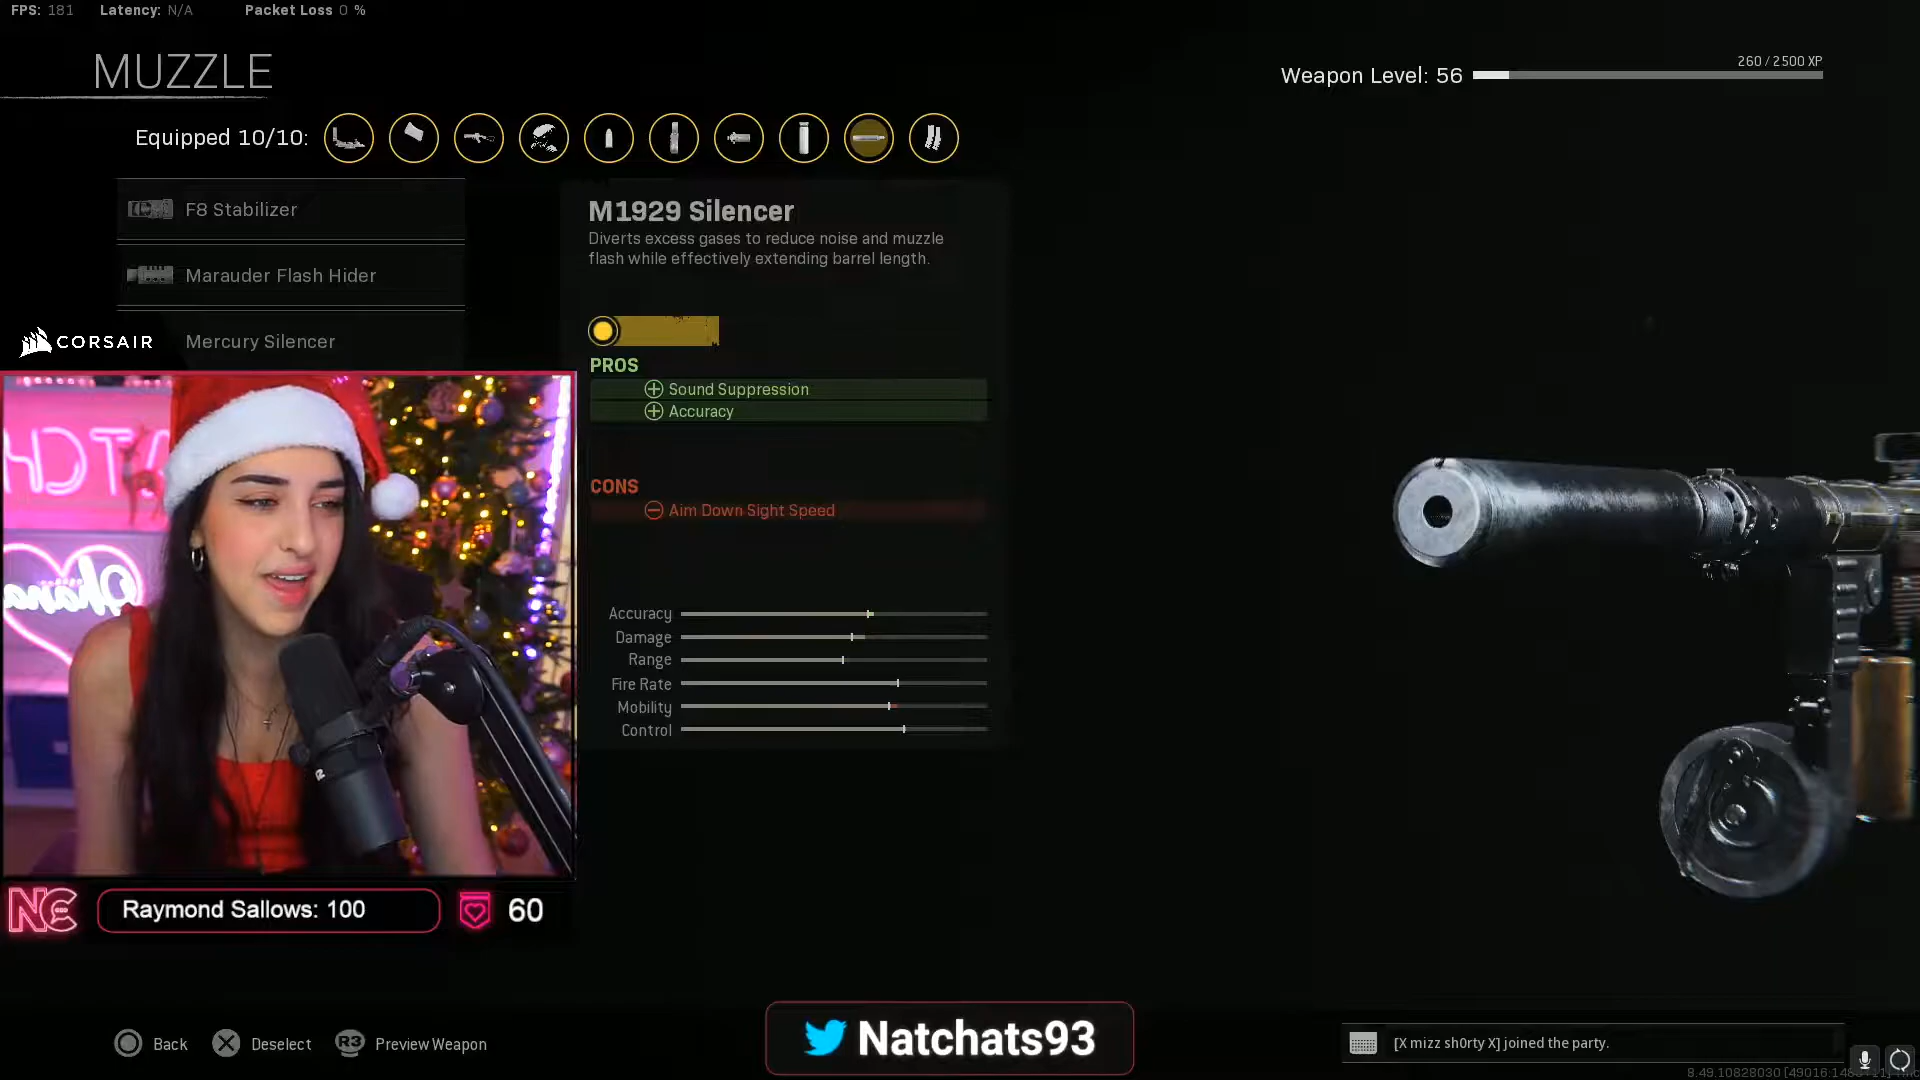 FPS: 181 Latency: N/A Packet Loss 0 %
MUZZLE
260 / 2500 XP
Weapon Level: 56
Equipped 10/10:
F8 Stabilizer
Marauder Flash Hider
Mercury Silencer
CORSAIR
M1929 Silencer
Diverts excess gases to reduce noise and muzzle
flash while effectively extending barrel length.
PROS
Sound Suppression
Accuracy
CONS
Aim Down Sight Speed
Accuracy
Damage
Range
Fire Rate
Mobility
Control
Ohana
NC
Raymond Sallows: 100
60
Back
Deselect
R3 Preview Weapon
Natchats93
[X mizz sh0rty X] joined the party.